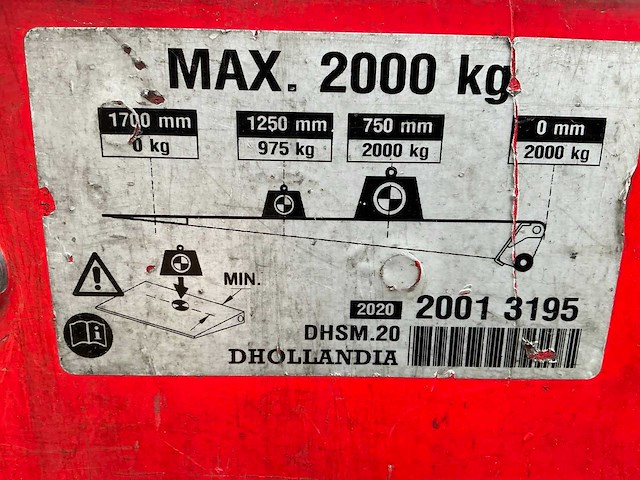 MAX. 2000 kg
1700 mm 1250 mm 750 mm 0 mm
0 kg 975 kg 2000 kg 2000 kg
MIN.
2020 2001 3195
DHSM.20
DHOLLANDIA